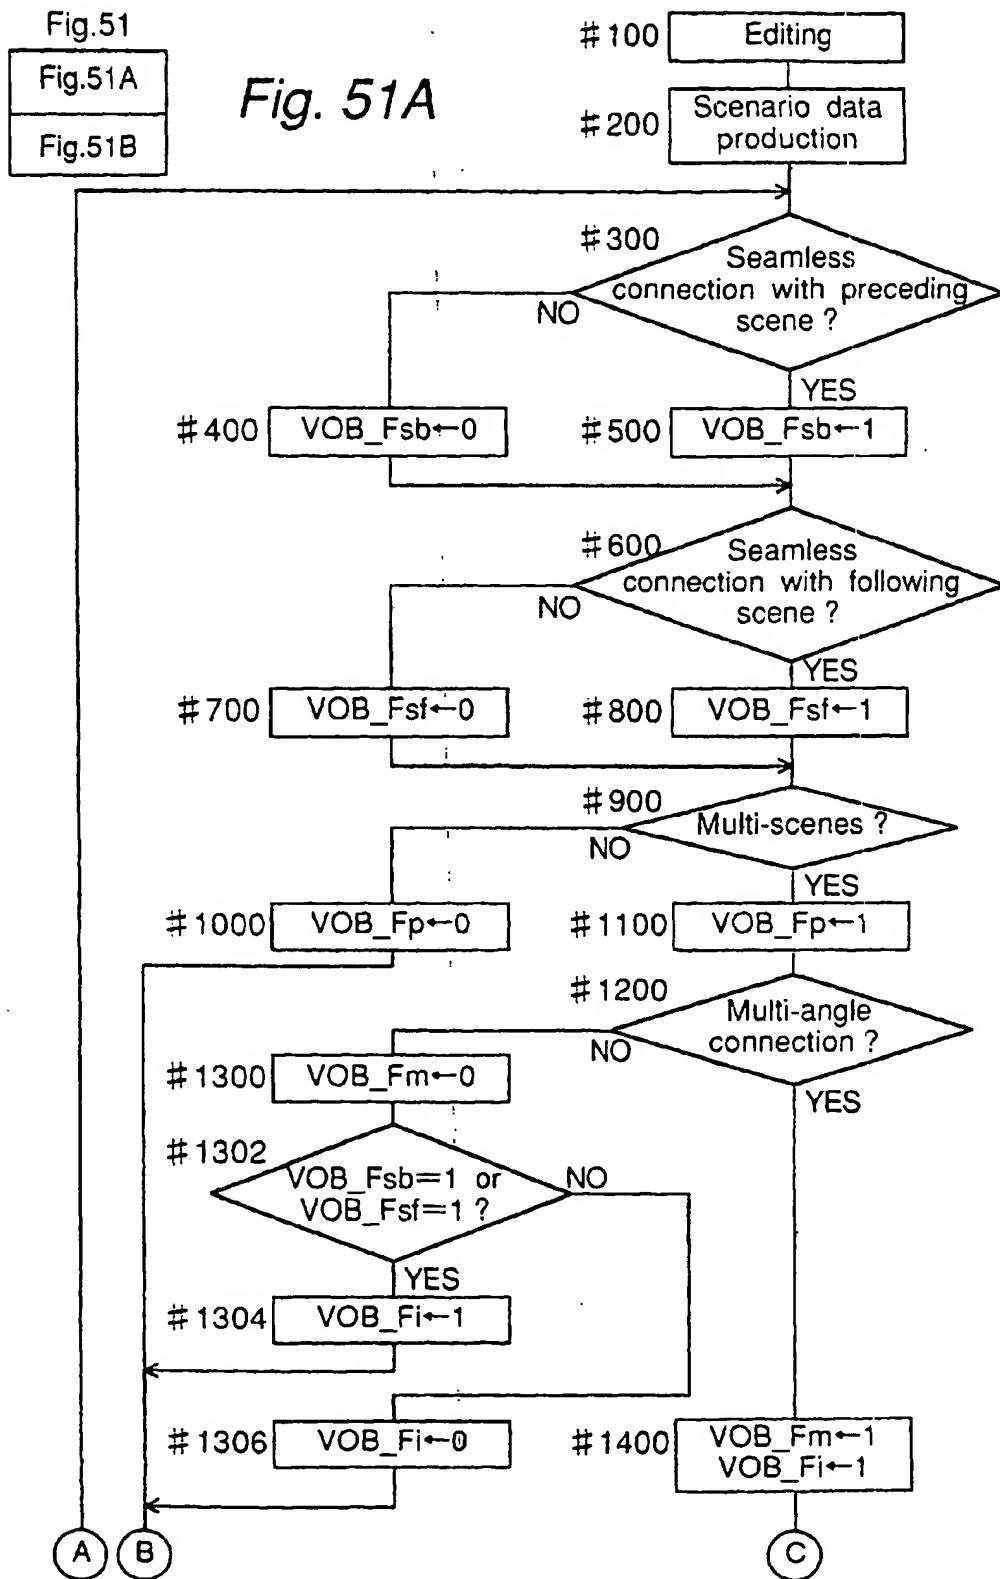 Fig.51
Fig.51A
Fig.51B
Fig. 51A
#100
Editing
#200
Scenario data
production
#300
Seamless
connection with preceding
scene ?
NO
YES
#400
VOB_Fsb←0
#500
VOB_Fsb←1
#600
Seamless
connection with following
scene ?
NO
YES
#700
VOB_Fsf←0
#800
VOB_Fsf←1
#900
Multi-scenes ?
NO
YES
#1000
VOB_Fp←0
#1100
VOB_Fp←1
#1200
Multi-angle
connection ?
NO
YES
#1300
VOB_Fm←0
#1302
VOB_Fsb=1 or
VOB_Fsf=1 ?
NO
YES
#1304
VOB_Fi←1
#1306
VOB_Fi←0
#1400
VOB_Fm←1
VOB_Fi←1
A
B
C